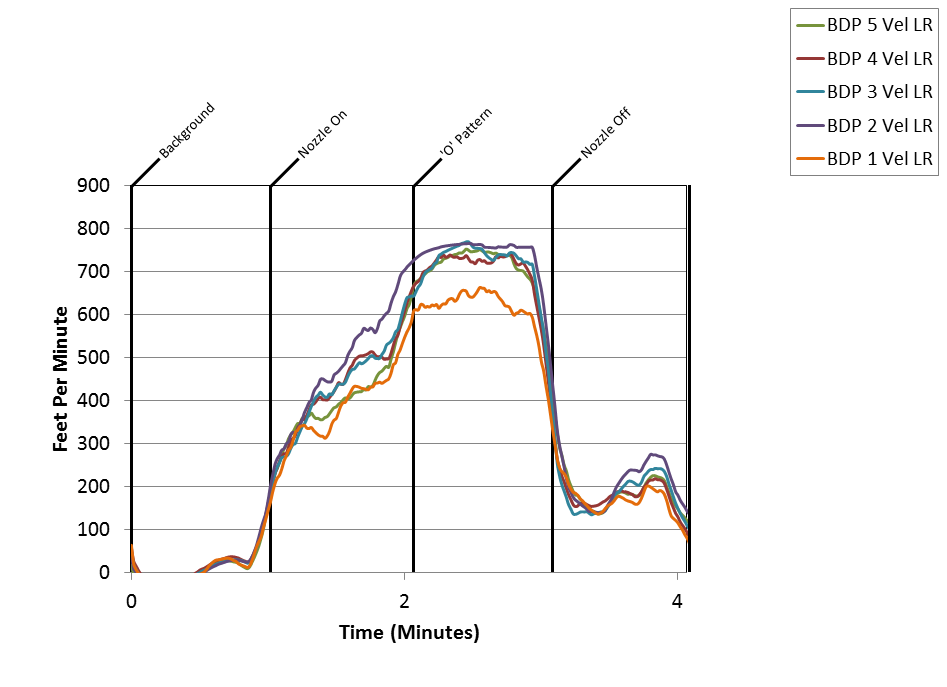 BDP 5 Vel LR
BDP 4 Vel LR
BDP 3 Vel LR
BDP 2 Vel LR
BDP 1 Vel LR
Background
Nozzle On
'O' Pattern
Nozzle Off
900
800
700
600
500
400
300
200
100
0
Feet Per Minute
0 2 4
Time (Minutes)